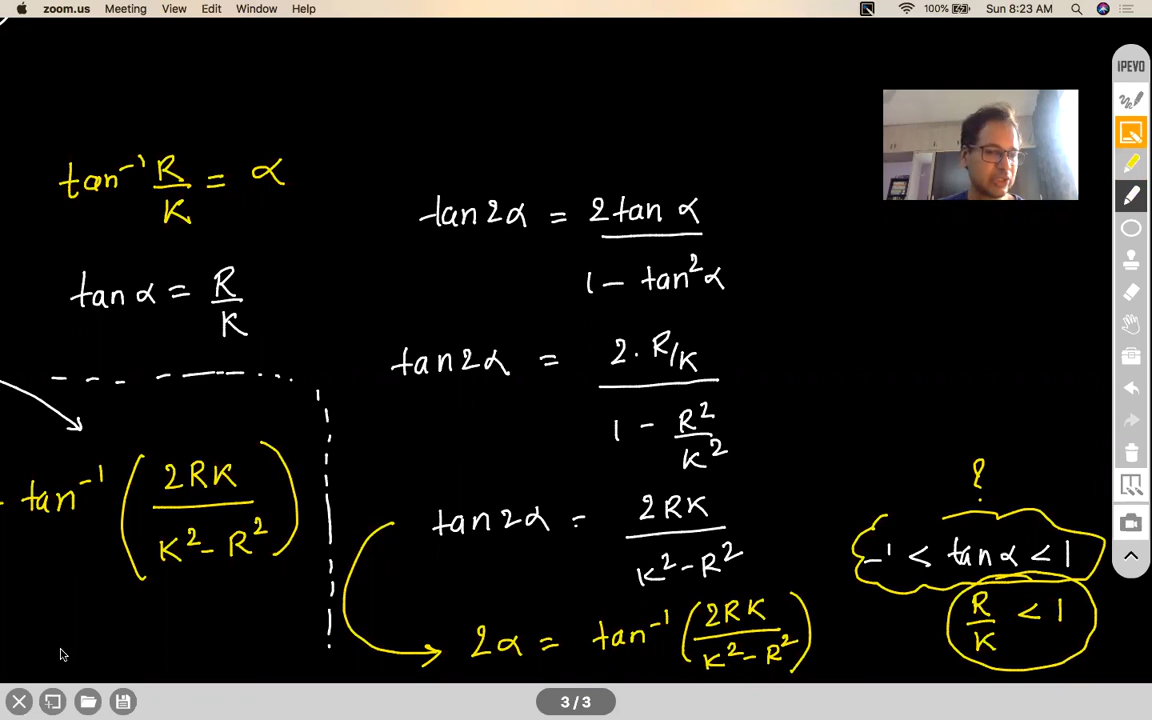 zoom.us Meeting View Edit Window Help 100% Sun 8:23 AM
IPEVO
tan⁻¹ R/K = α
tan α = R/K
tan⁻¹ (2RK / K² - R²)
tan 2α = 2 tan α / 1 - tan² α
tan 2α = 2 · R/K / 1 - R²/K²
tan 2α = 2RK / K² - R²
2α = tan⁻¹ (2RK / K² - R²)
?
-1 < tan α < 1
R/K < 1
3/3